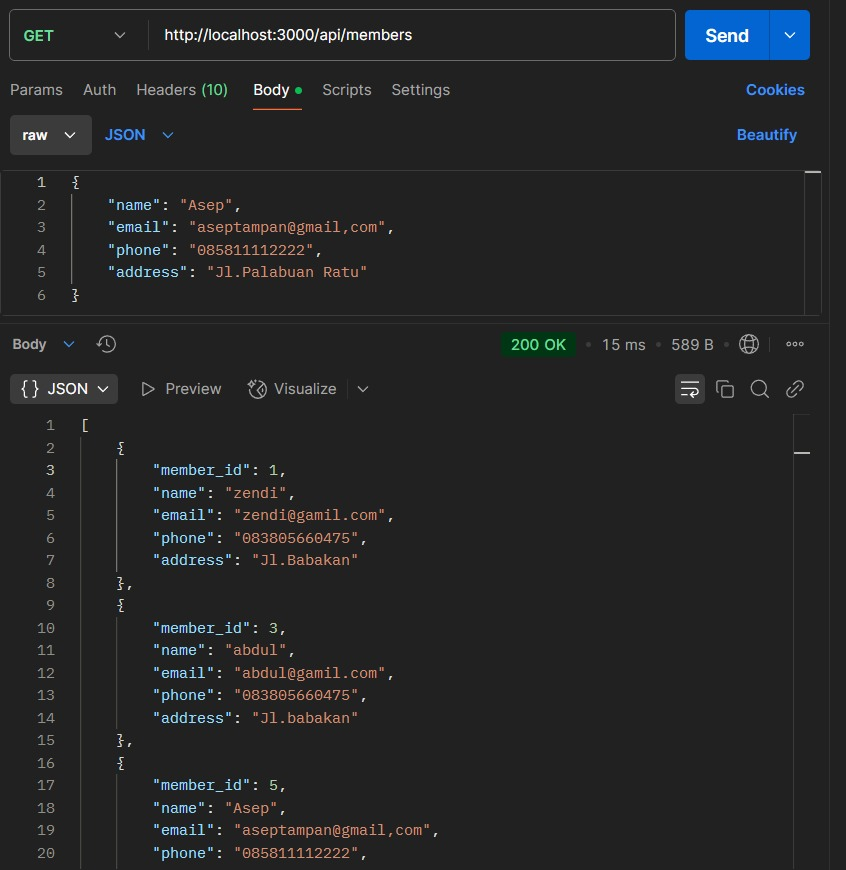 GET http://localhost:3000/api/members Send
Params Auth Headers (10) Body Scripts Settings Cookies
raw JSON Beautify
1 {
2 "name": "Asep",
3 "email": "aseptampan@gmail,com",
4 "phone": "085811112222",
5 "address": "Jl.Palabuan Ratu"
6 }
Body 200 OK • 15 ms • 589 B •
{} JSON Preview Visualize
1 [
2 {
3 "member_id": 1,
4 "name": "zendi",
5 "email": "zendi@gamil.com",
6 "phone": "083805660475",
7 "address": "Jl.Babakan"
8 },
9 {
10 "member_id": 3,
11 "name": "abdul",
12 "email": "abdul@gamil.com",
13 "phone": "083805660475",
14 "address": "Jl.babakan"
15 },
16 {
17 "member_id": 5,
18 "name": "Asep",
19 "email": "aseptampan@gmail,com",
20 "phone": "085811112222",